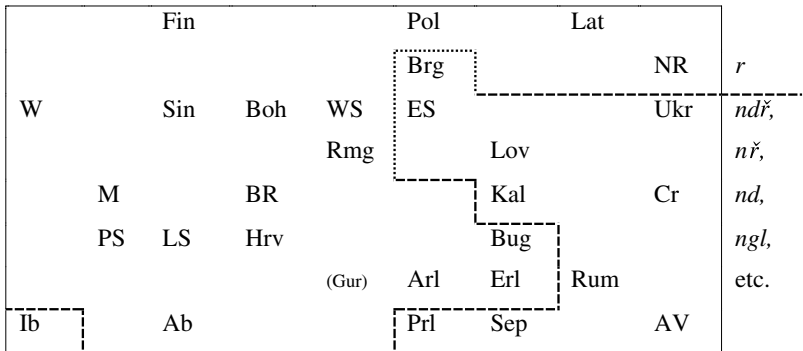 Fin Pol Lat
Brg NR r
W Sin Boh WS ES Ukr ndř,
Rmg Lov nř,
M BR Kal Cr nd,
PS LS Hrv Bug ngl,
(Gur) Arl Erl Rum etc.
Ib Ab Prl Sep AV